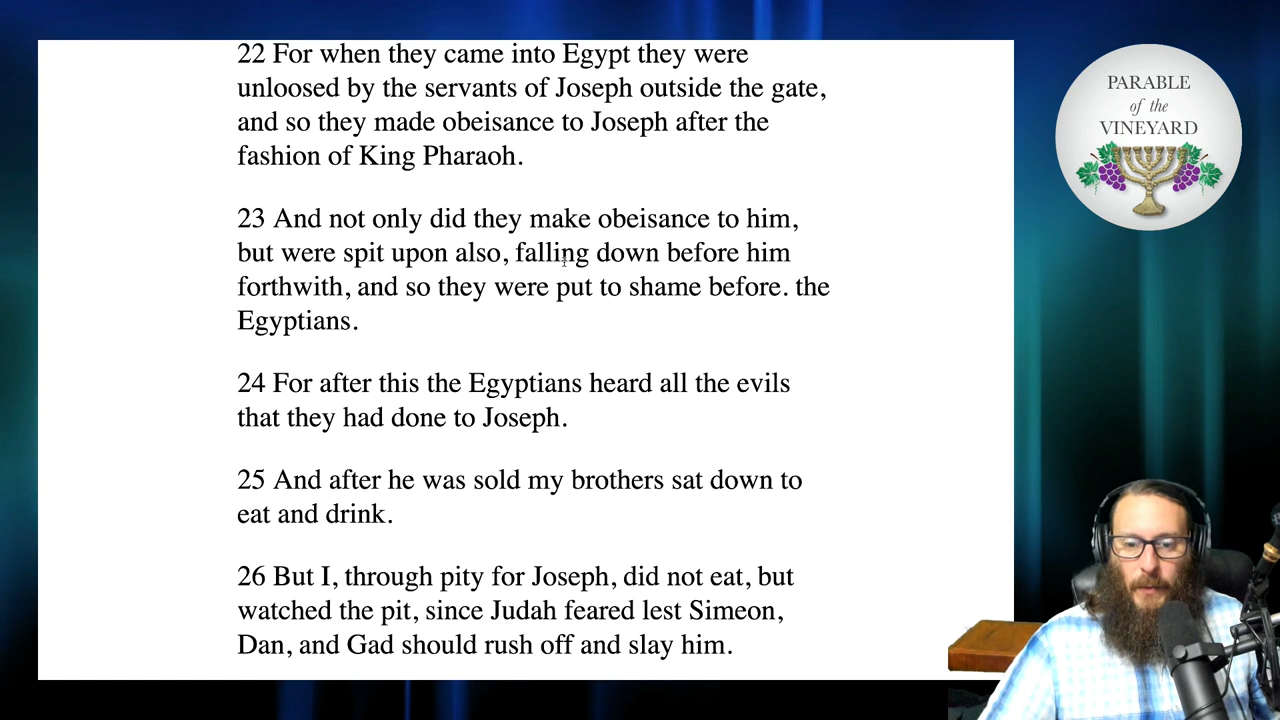 22 For when they came into Egypt they were
unloosed by the servants of Joseph outside the gate,
and so they made obeisance to Joseph after the
fashion of King Pharaoh.
23 And not only did they make obeisance to him,
but were spit upon also, falling down before him
forthwith, and so they were put to shame before. the
Egyptians.
24 For after this the Egyptians heard all the evils
that they had done to Joseph.
25 And after he was sold my brothers sat down to
eat and drink.
26 But I, through pity for Joseph, did not eat, but
watched the pit, since Judah feared lest Simeon,
Dan, and Gad should rush off and slay him.
PARABLE
of the
VINEYARD